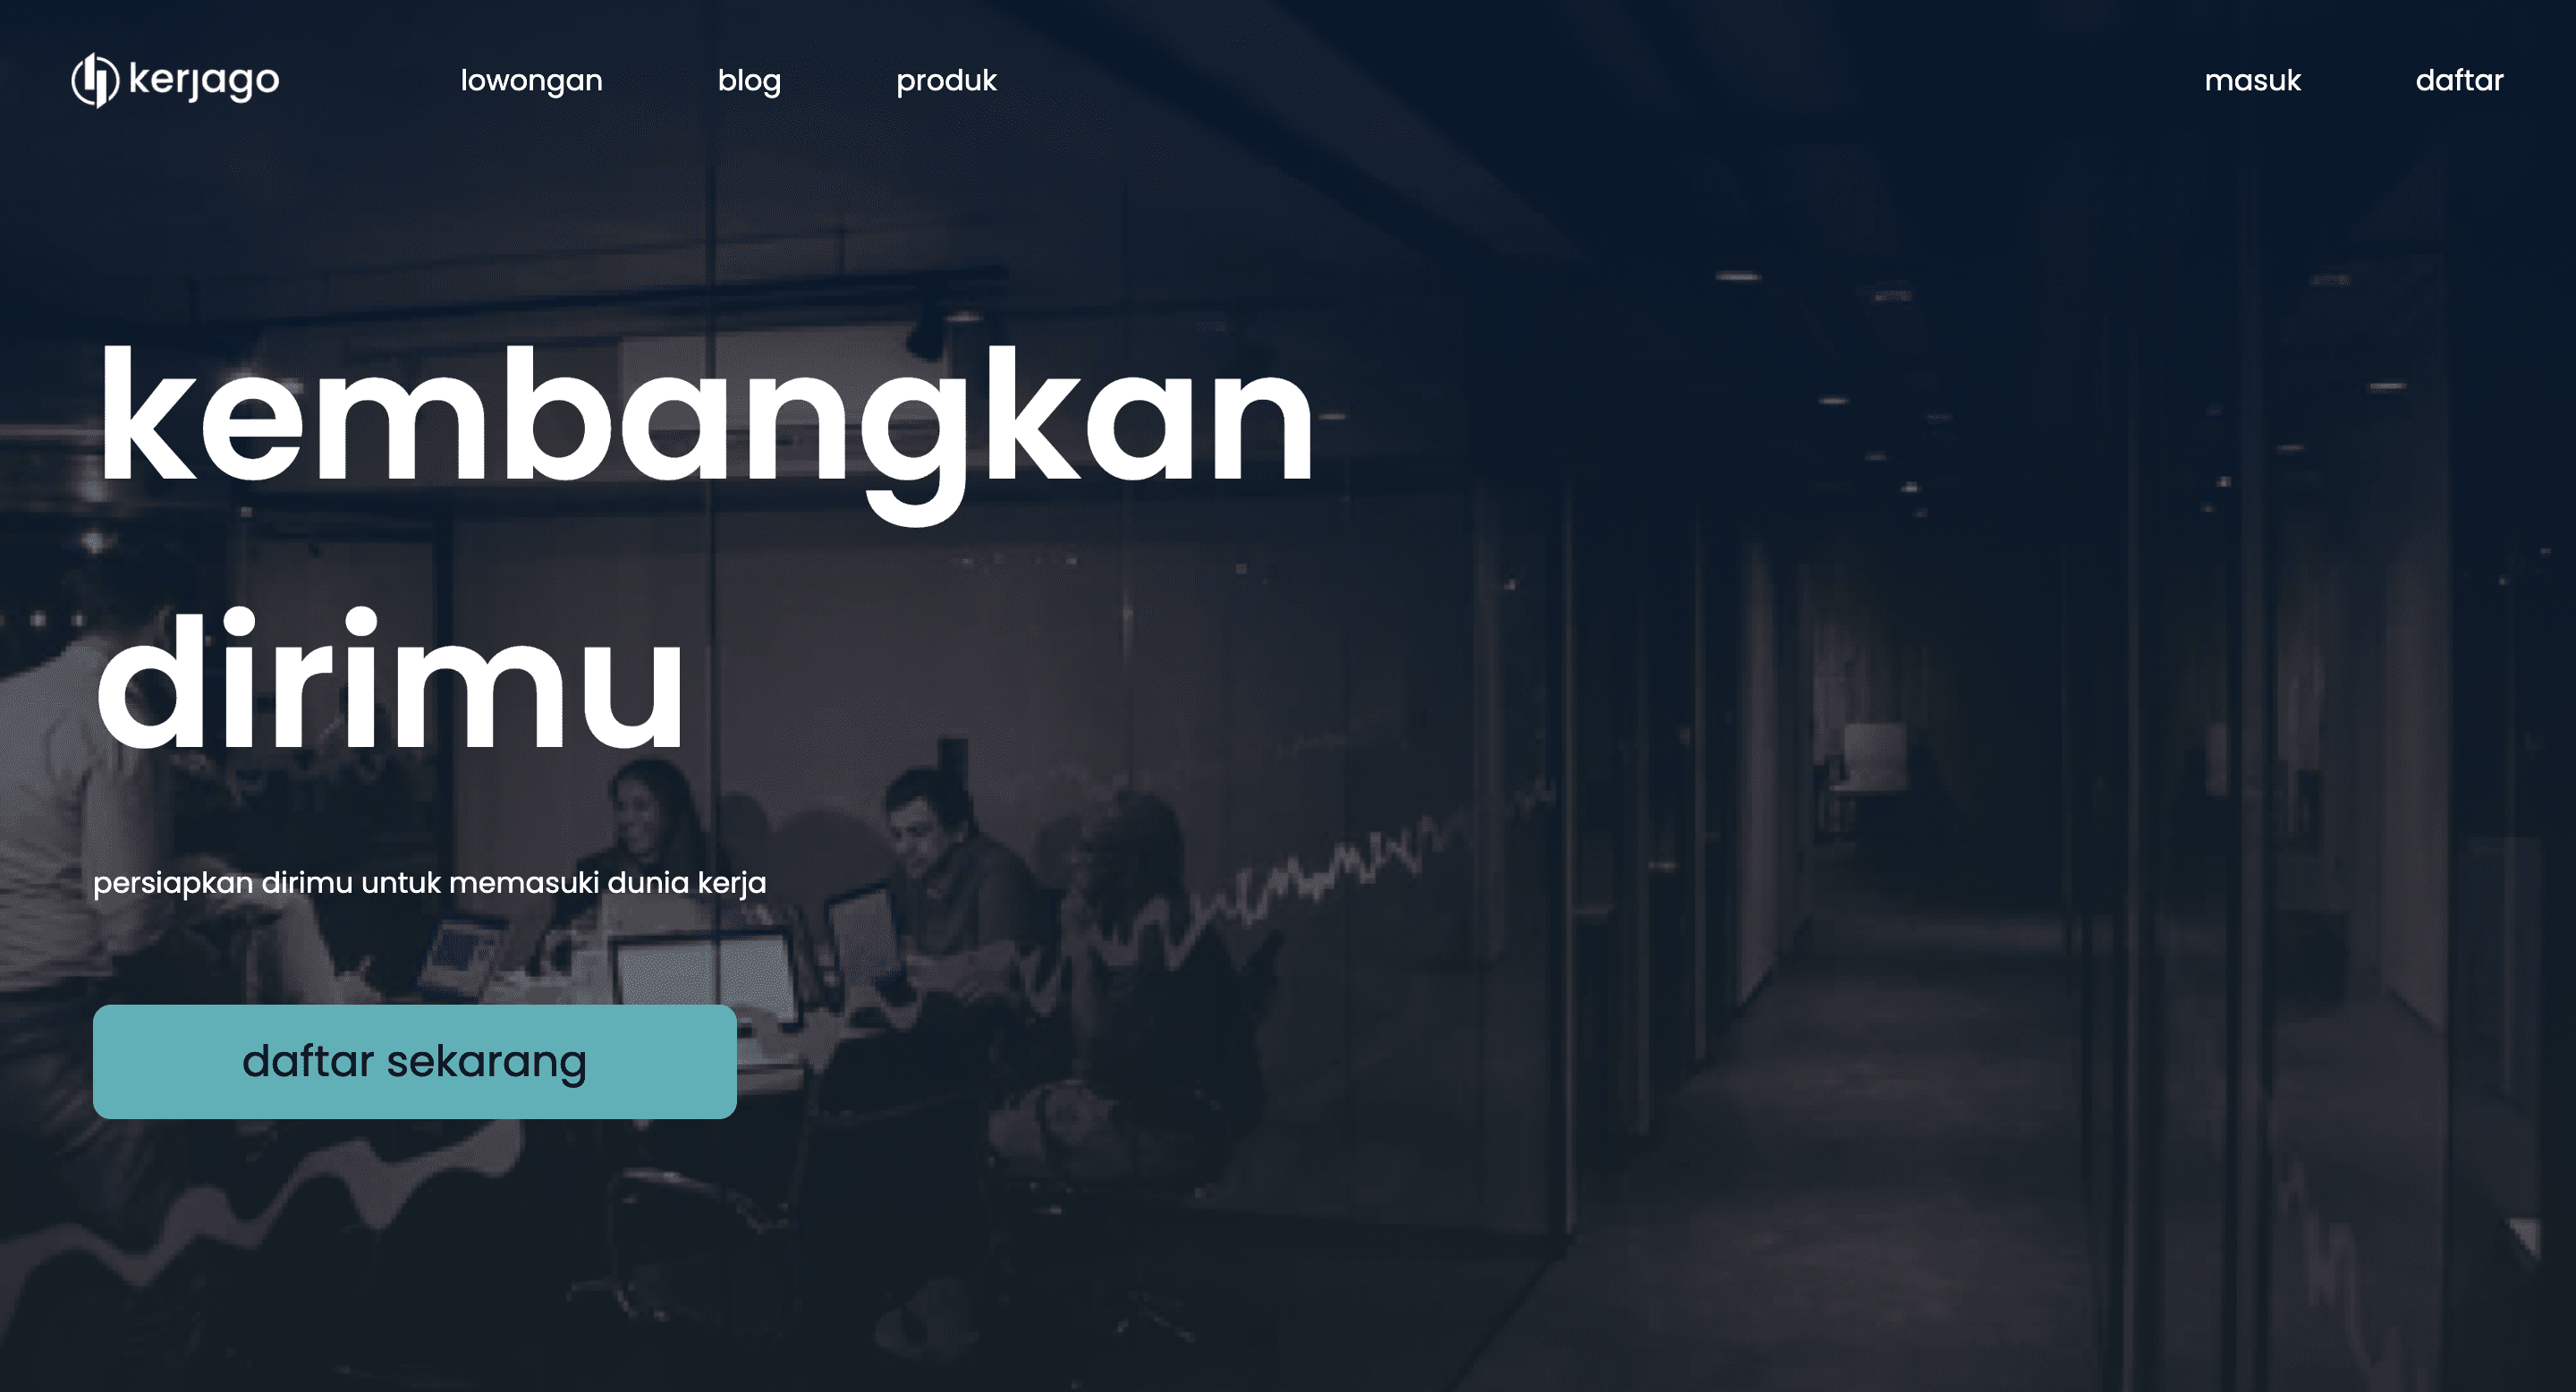 kerjago
lowongan
blog
produk
masuk
daftar
kembangkan
dirimu
persiapkan dirimu untuk memasuki dunia kerja
daftar sekarang